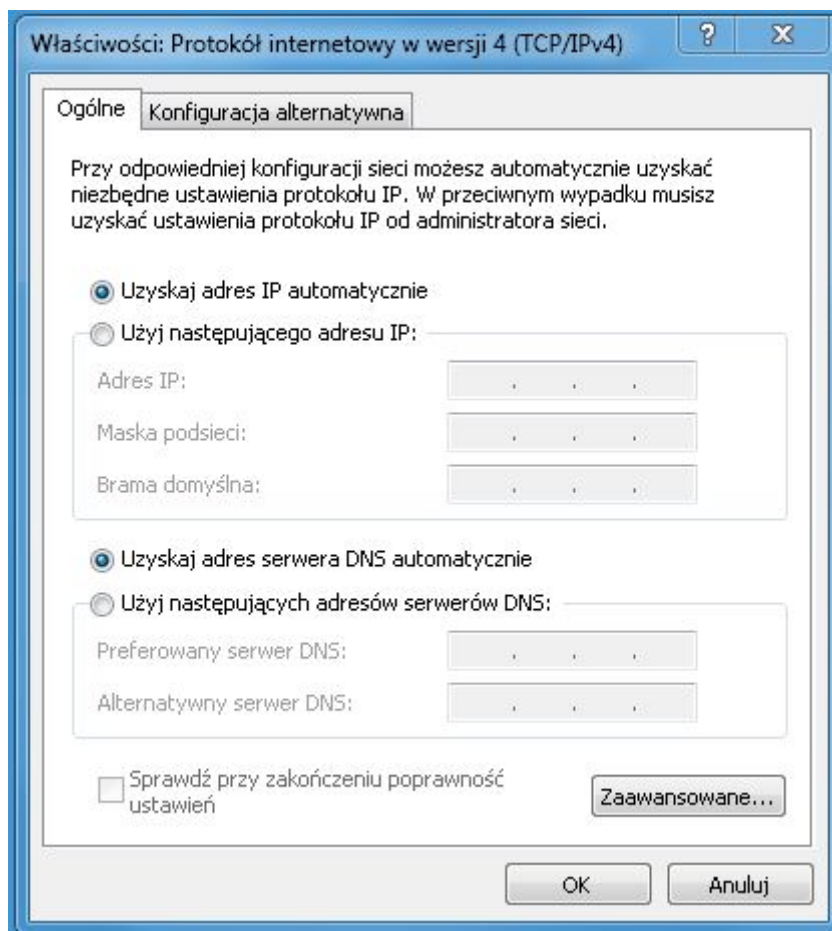 Właściwości: Protokół internetowy w wersji 4 (TCP/IPv4)
Ogólne
Konfiguracja alternatywna
Przy odpowiedniej konfiguracji sieci możesz automatycznie uzyskać
niezbędne ustawienia protokołu IP. W przeciwnym wypadku musisz
uzyskać ustawienia protokołu IP od administratora sieci.
Uzyskaj adres IP automatycznie
Użyj następującego adresu IP:
Adres IP:
Maska podsieci:
Brama domyślna:
Uzyskaj adres serwera DNS automatycznie
Użyj następujących adresów serwerów DNS:
Preferowany serwer DNS:
Alternatywny serwer DNS:
Sprawdź przy zakończeniu poprawność
ustawień
Zaawansowane...
OK
Anuluj